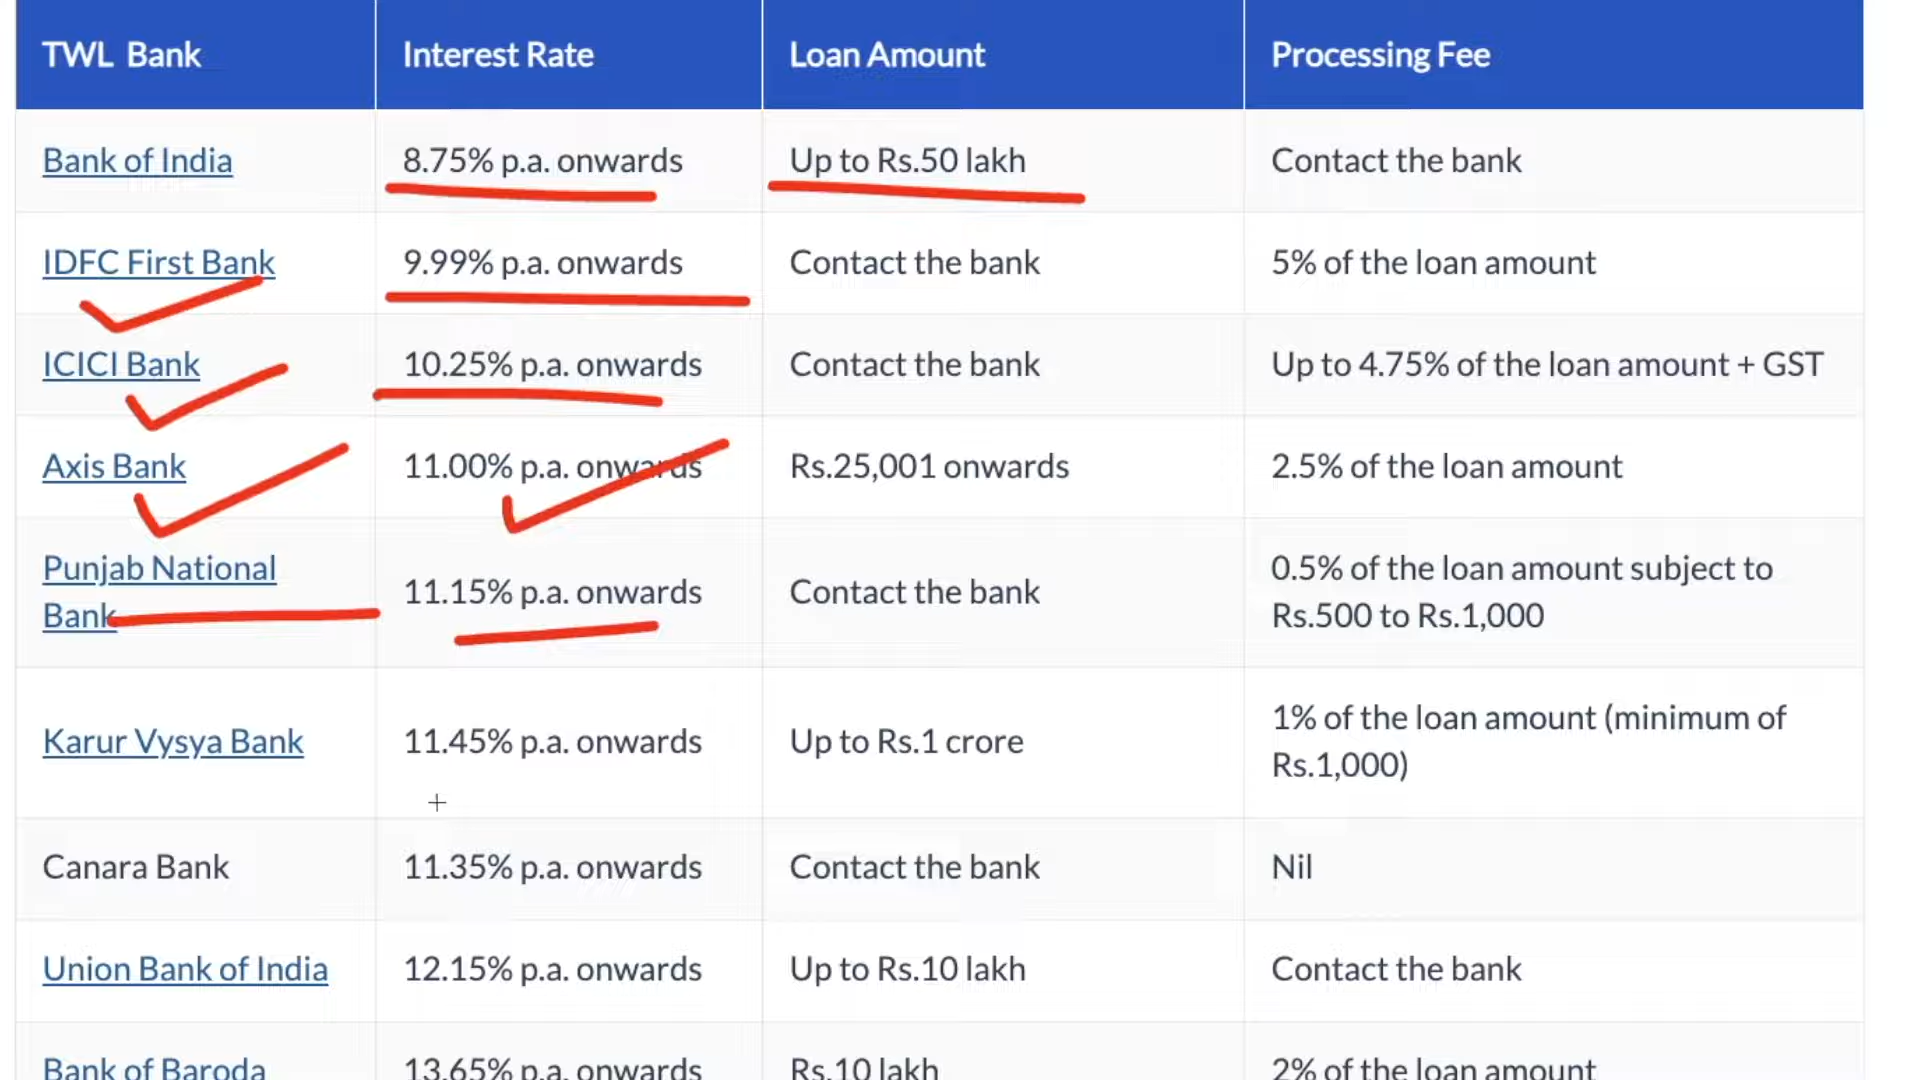 TWL Bank Interest Rate Loan Amount Processing Fee
Bank of India 8.75% p.a. onwards Up to Rs.50 lakh Contact the bank
IDFC First Bank 9.99% p.a. onwards Contact the bank 5% of the loan amount
ICICI Bank 10.25% p.a. onwards Contact the bank Up to 4.75% of the loan amount + GST
Axis Bank 11.00% p.a. onwards Rs.25,001 onwards 2.5% of the loan amount
Punjab National
Bank
11.15% p.a. onwards Contact the bank
0.5% of the loan amount subject to
Rs.500 to Rs.1,000
Karur Vysya Bank 11.45% p.a. onwards Up to Rs.1 crore
1% of the loan amount (minimum of
Rs.1,000)
Canara Bank 11.35% p.a. onwards Contact the bank Nil
Union Bank of India 12.15% p.a. onwards Up to Rs.10 lakh Contact the bank
Bank of Baroda 13.65% p.a. onwards Rs.10 lakh 2% of the loan amount